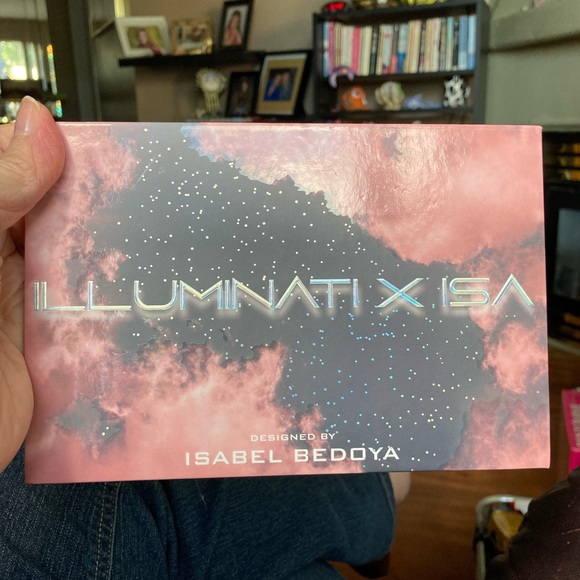 ILLUMINATI X ISA
DESIGNED BY
ISABEL BEDOYA